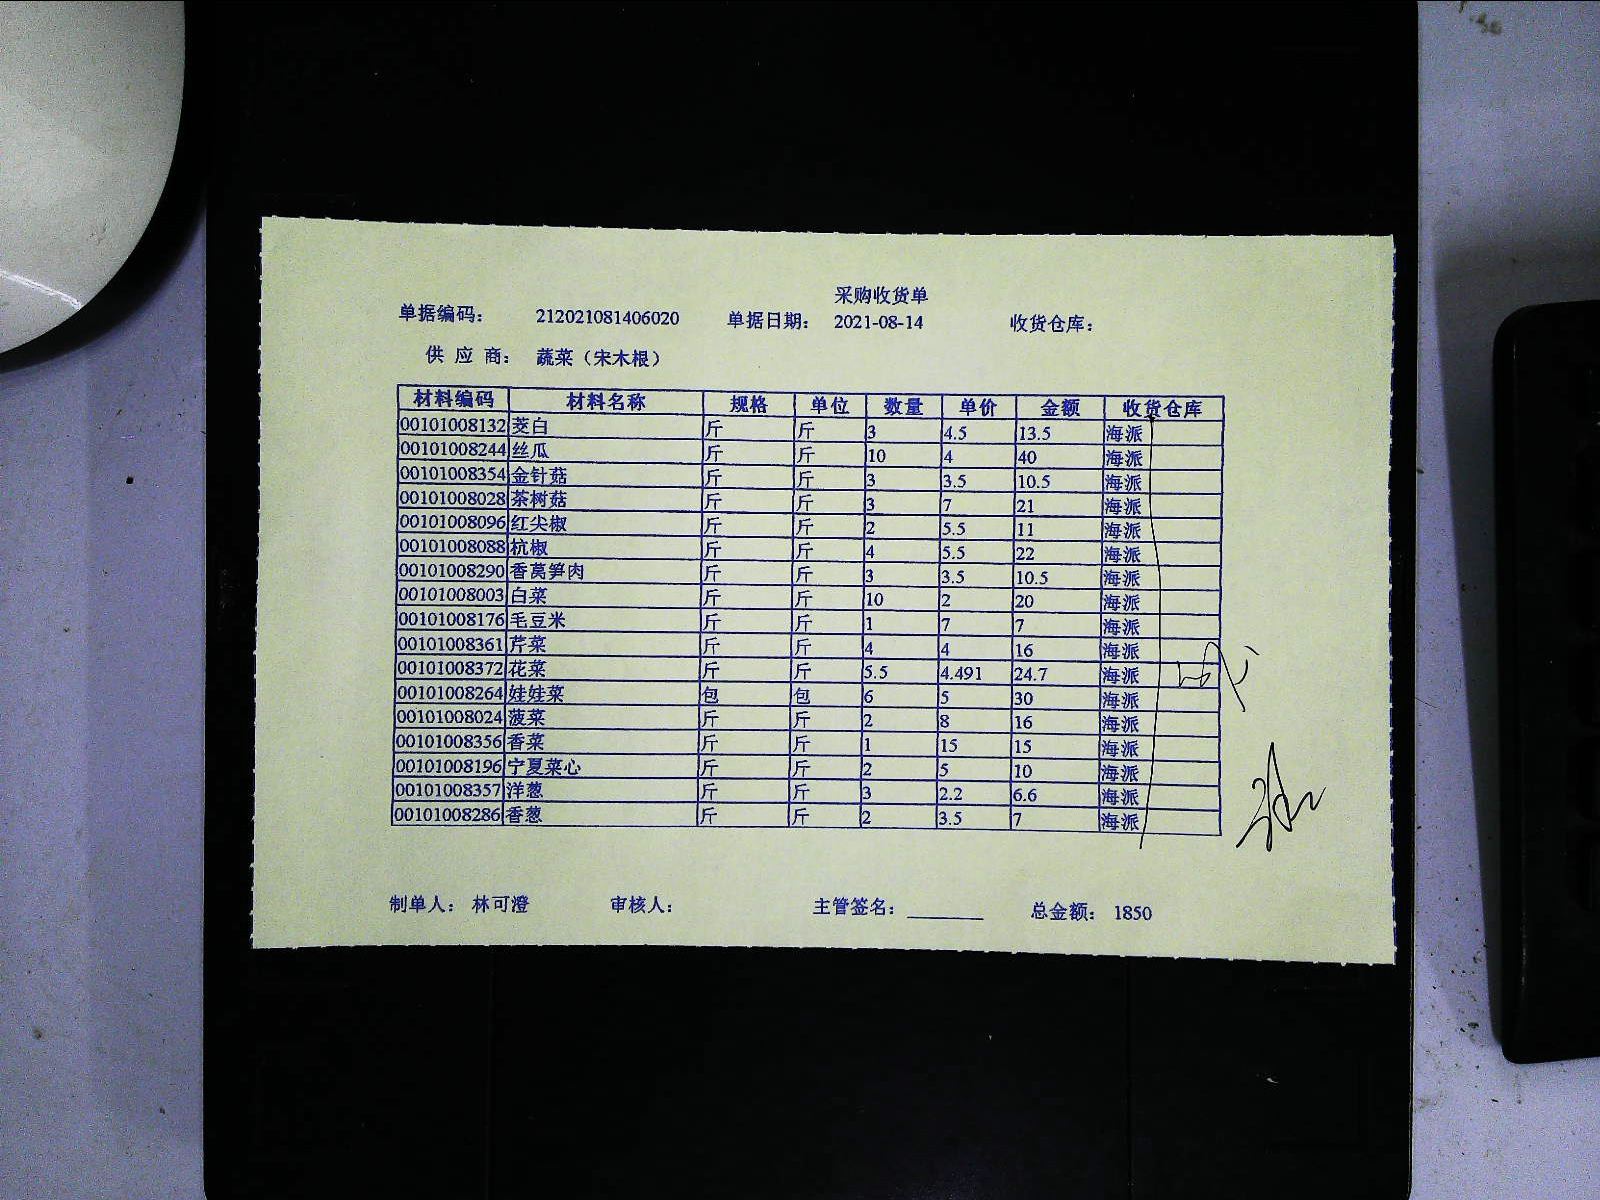 采购收货单
单据编码： 212021081406020 单据日期： 2021-08-14 收货仓库：
供 应 商： 蔬菜（宋木根）
材料编码 材料名称 规格 单位 数量 单价 金额 收货仓库
00101008132 茭白 斤 斤 3 4.5 13.5 海派
00101008244 丝瓜 斤 斤 10 4 40 海派
00101008354 金针菇 斤 斤 3 3.5 10.5 海派
00101008028 茶树菇 斤 斤 3 7 21 海派
00101008096 红尖椒 斤 斤 2 5.5 11 海派
00101008088 杭椒 斤 斤 4 5.5 22 海派
00101008290 香莴笋肉 斤 斤 3 3.5 10.5 海派
00101008003 白菜 斤 斤 10 2 20 海派
00101008176 毛豆米 斤 斤 1 7 7 海派
00101008361 芹菜 斤 斤 4 4 16 海派
00101008372 花菜 斤 斤 5.5 4.491 24.7 海派
00101008264 娃娃菜 包 包 6 5 30 海派
00101008024 菠菜 斤 斤 2 8 16 海派
00101008356 香菜 斤 斤 1 15 15 海派
00101008196 宁夏菜心 斤 斤 2 5 10 海派
00101008357 洋葱 斤 斤 3 2.2 6.6 海派
00101008286 香葱 斤 斤 2 3.5 7 海派
制单人： 林可澄 审核人： 主管签名： 总金额： 1850